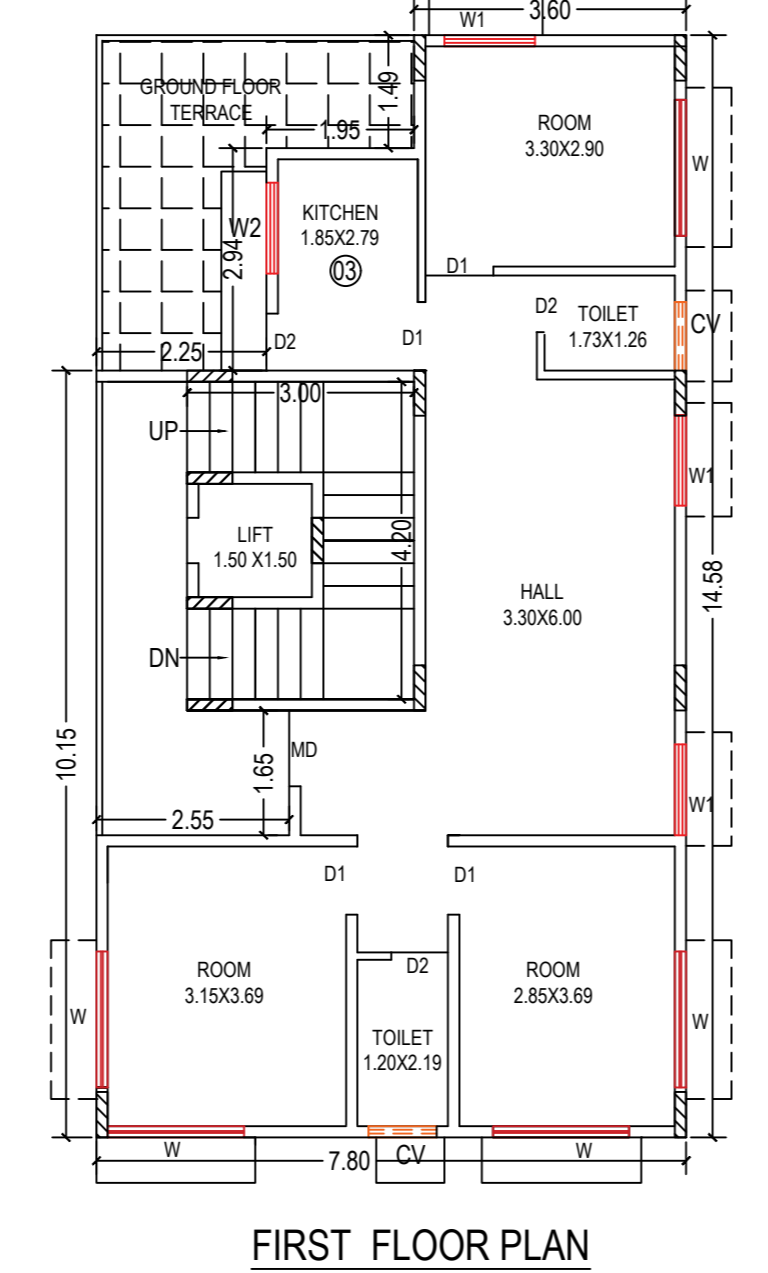 3.60
W1
GROUND FLOOR
TERRACE
1.49
1.95
ROOM
3.30X2.90
W
KITCHEN
1.85X2.79
03
W2
2.94
D1
D2
TOILET
1.73X1.26
CV
D2
D1
2.25
3.00
UP
W1
LIFT
1.50 X1.50
4.20
HALL
3.30X6.00
14.58
DN
10.15
MD
1.65
2.55
W1
D1
D1
ROOM
3.15X3.69
D2
ROOM
2.85X3.69
W
W
TOILET
1.20X2.19
W
7.80
CV
W
FIRST FLOOR PLAN